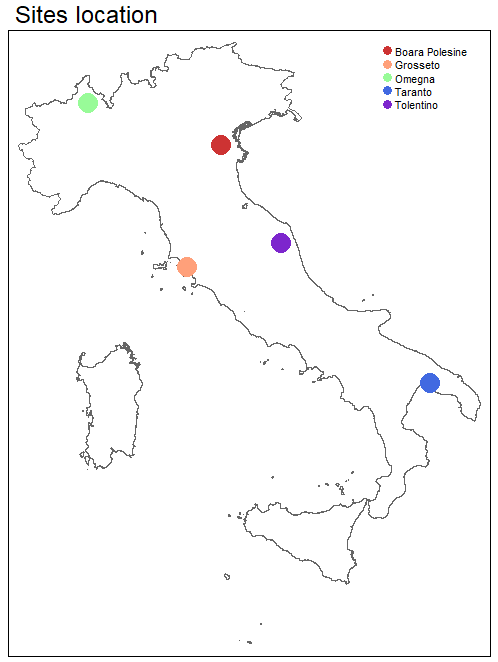 Sites location
Boara Polesine
Grosseto
Omegna
Taranto
Tolentino